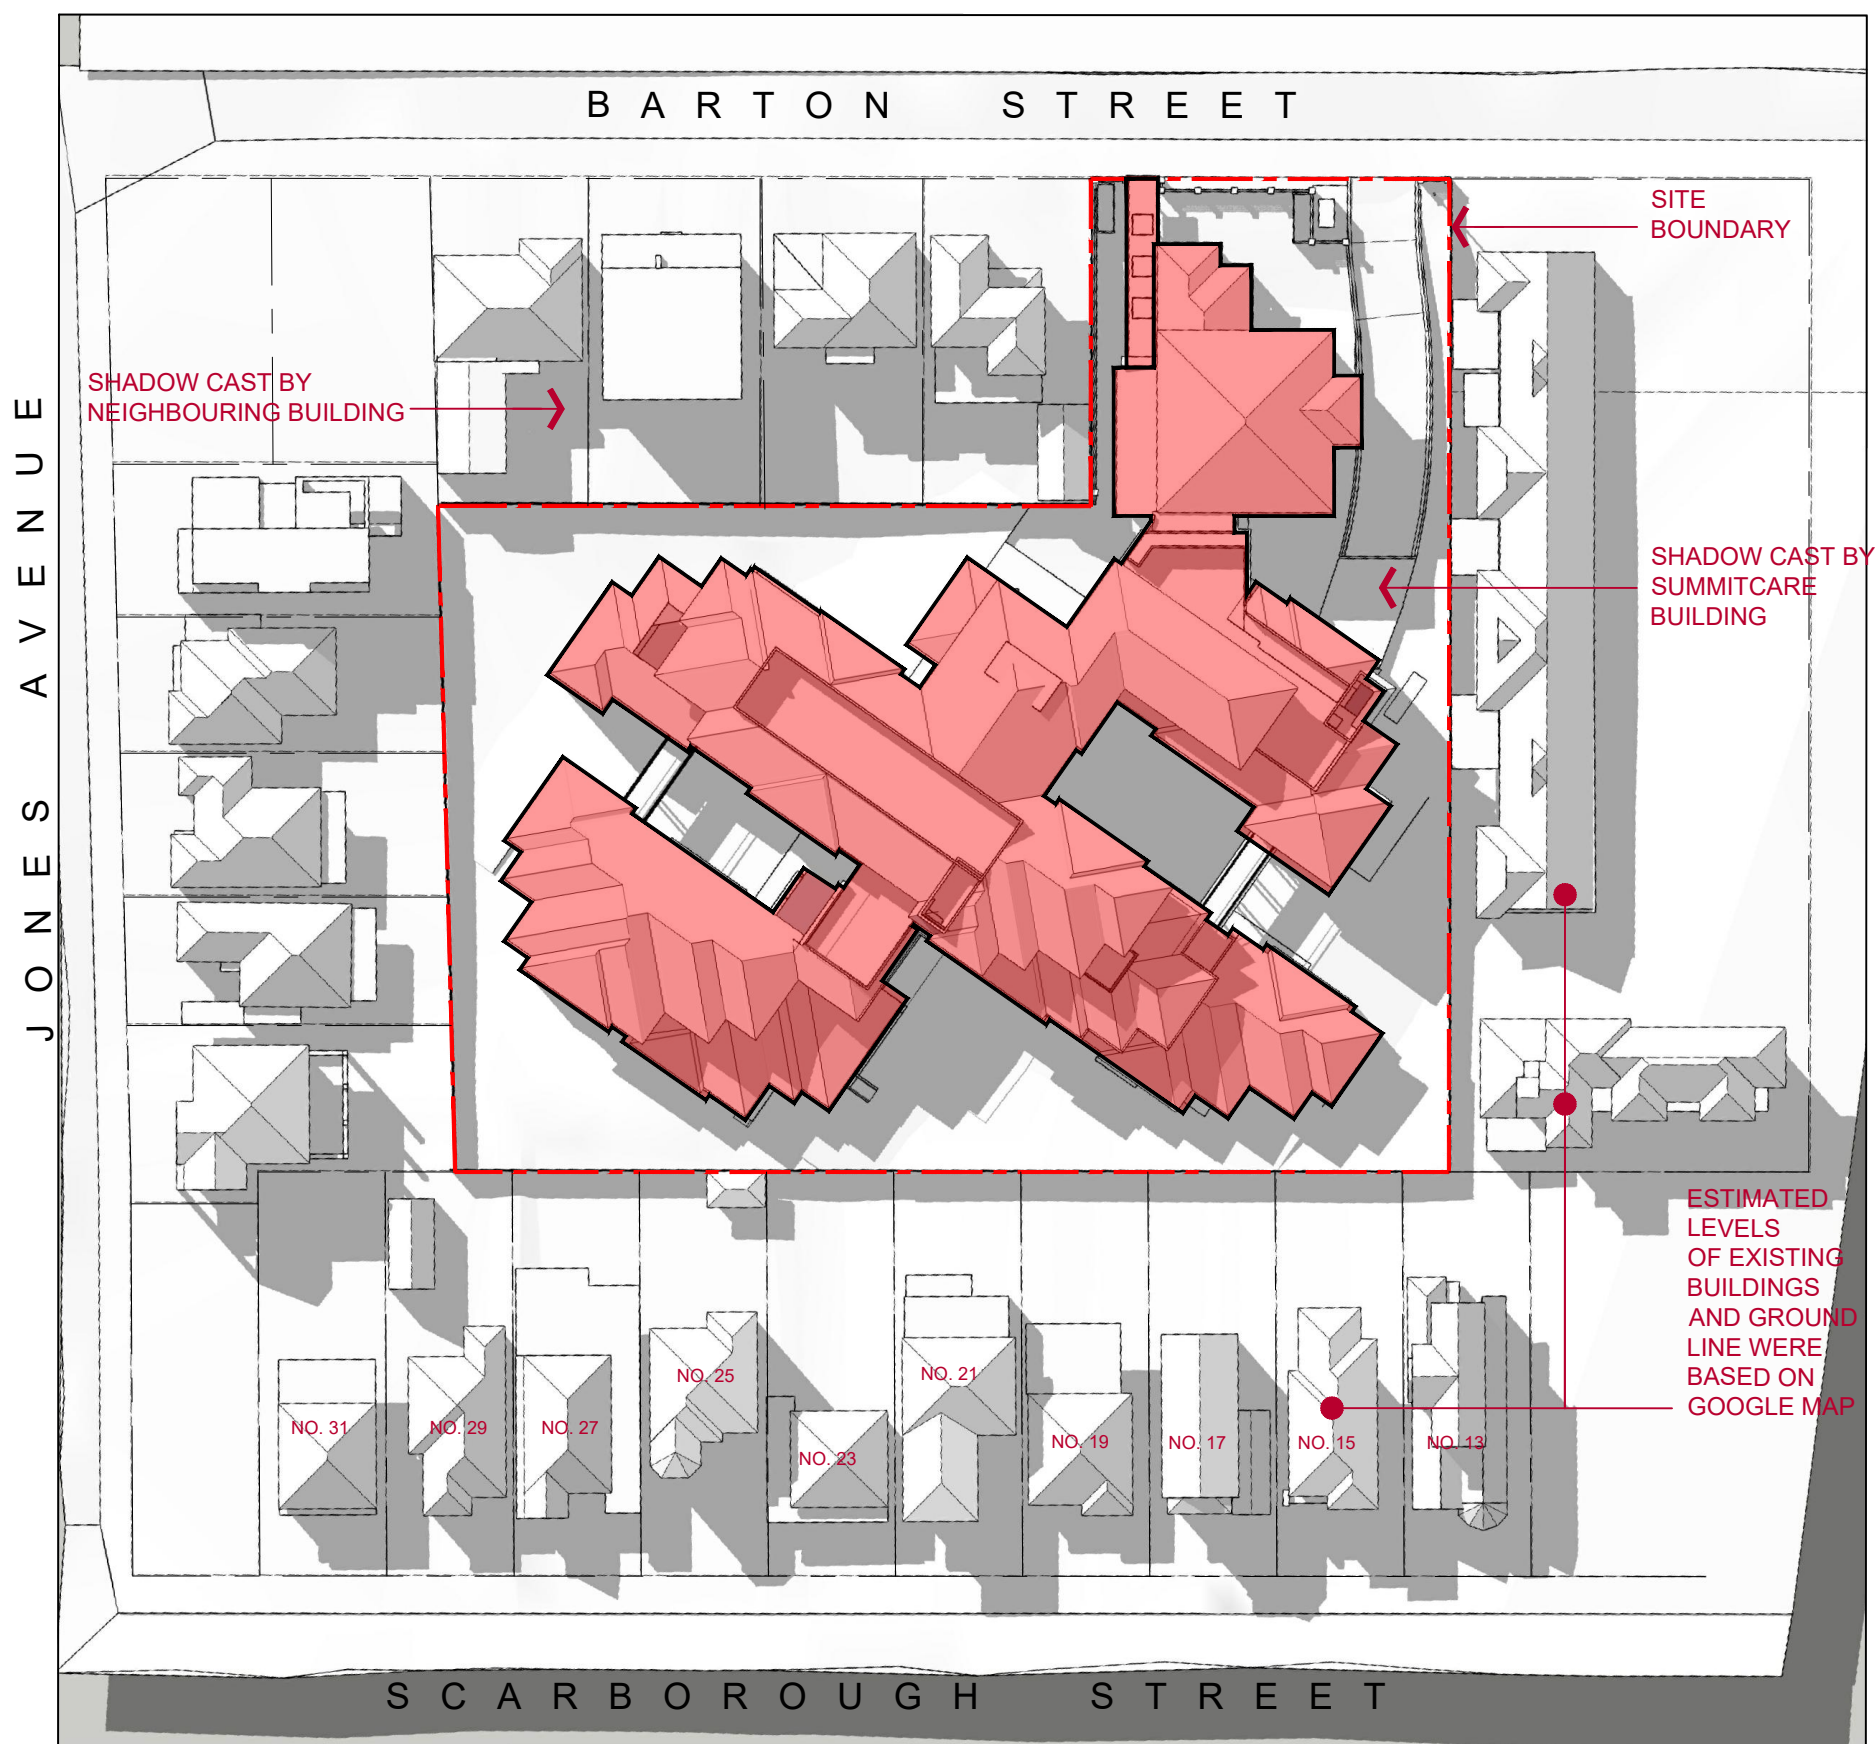 BARTON STREET
SITE
BOUNDARY
SHADOW CAST BY
NEIGHBOURING BUILDING
JONES AVENUE
SHADOW CAST BY
SUMMITCARE
BUILDING
ESTIMATED
LEVELS
OF EXISTING
BUILDINGS
AND GROUND
LINE WERE
BASED ON
GOOGLE MAP
NO. 31
NO. 29
NO. 27
NO. 25
NO. 23
NO. 21
NO. 19
NO. 17
NO. 15
NO. 13
SCARBOROUGH STREET